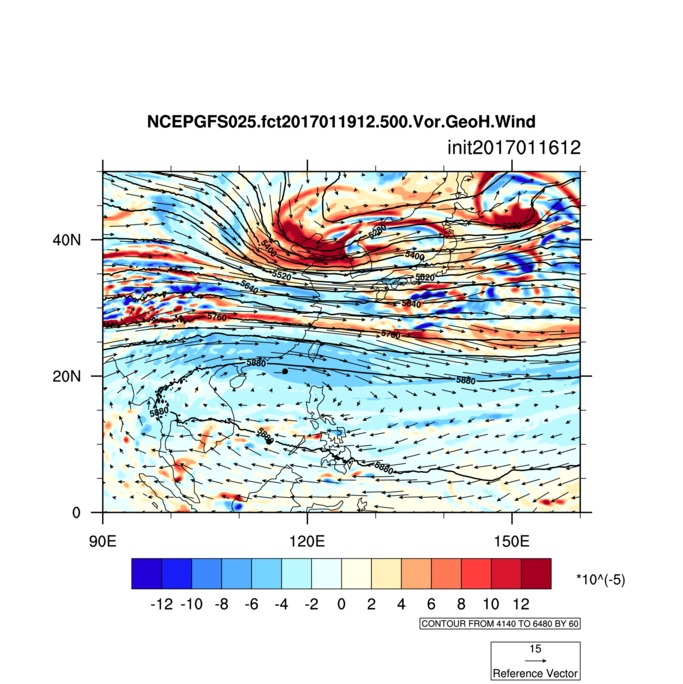 NCEPGFS025.fct2017011912.500.Vor.GeoH.Wind
init2017011612
5280
5280
40N
5400
5400
5520
5520
5640
5640
5760
5760
5880
20N
5880
5880
5880
5880
0
90E 120E 150E
*10^(-5)
-12 -10 -8 -6 -4 -2 0 2 4 6 8 10 12
CONTOUR FROM 4140 TO 6480 BY 60
15
Reference Vector